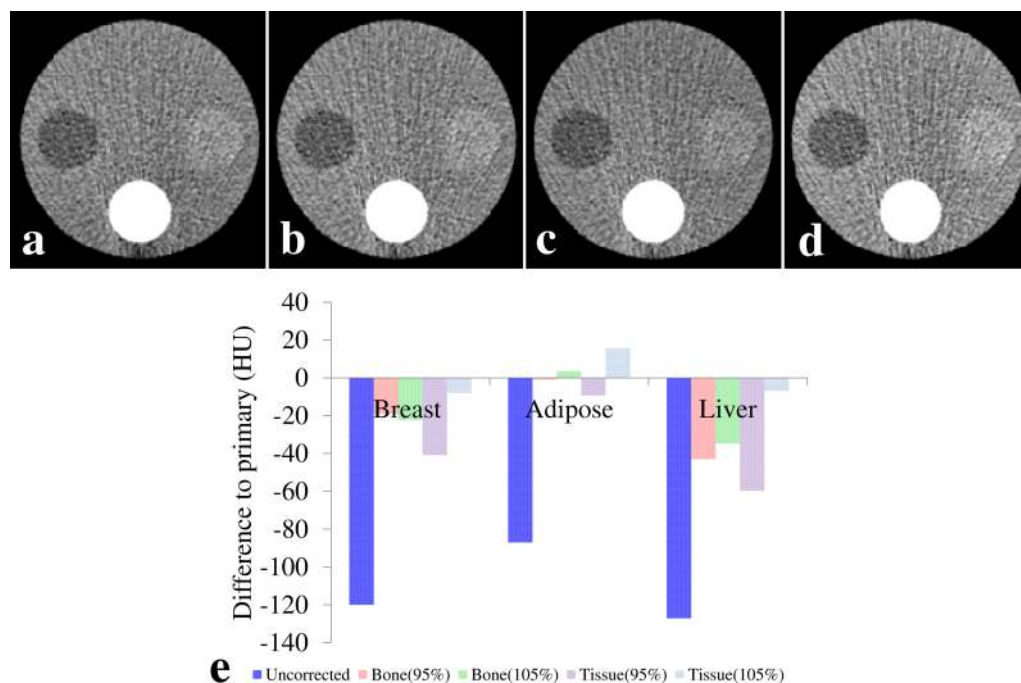 a b c d
40
20
0
-20
-40
-60
-80
-100
-120
-140
Difference to primary (HU)
Breast Adipose Liver
e
Uncorrected Bone(95%) Bone(105%) Tissue(95%) Tissue(105%)